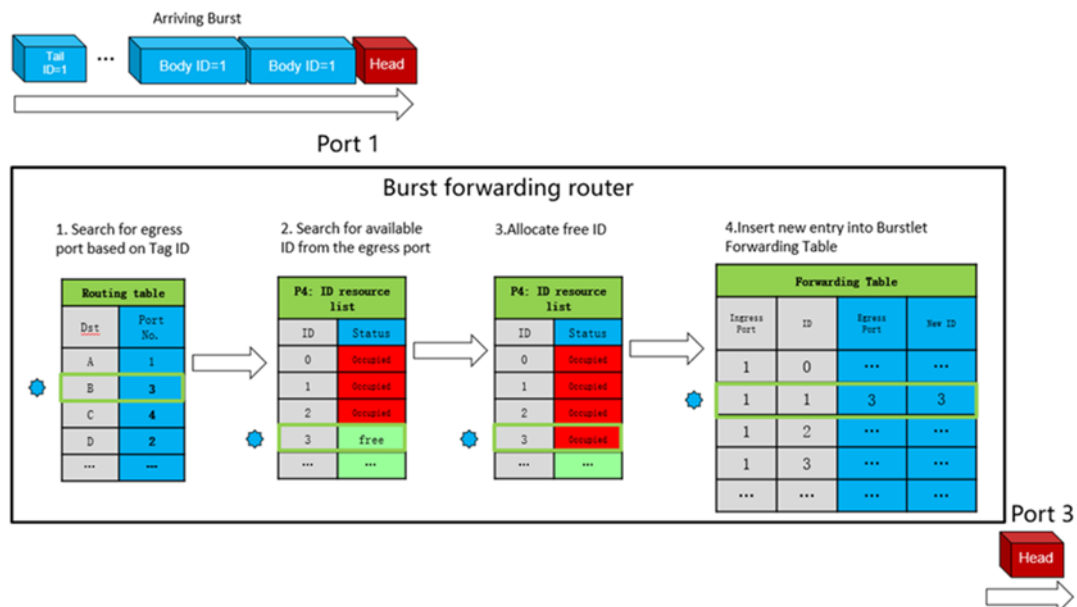 Arriving Burst
Tail
ID=1
...
Body ID=1
Body ID=1
Head
Port 1
Burst forwarding router
1. Search for egress
port based on Tag ID
2. Search for available
ID from the egress port
3.Allocate free ID
4.Insert new entry into Burstlet
Forwarding Table
Routing table
Dst Port
No.
A 1
B 3
C 4
D 2
... ...
P4: ID resource
list
ID Status
0 Occupied
1 Occupied
2 Occupied
3 free
... ...
P4: ID resource
list
ID Status
0 Occupied
1 Occupied
2 Occupied
3 Occupied
... ...
Forwarding Table
Ingress
Port
ID
Egress
Port
New ID
1 0 ... ...
1 1 3 3
1 2 ... ...
1 3 ... ...
... ... ... ...
Port 3
Head